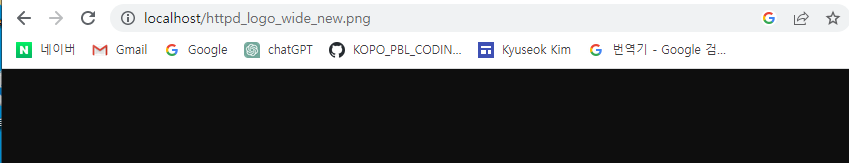 localhost/httpd_logo_wide_new.png
네이버 Gmail Google chatGPT KOPO_PBL_CODIN... Kyuseok Kim 번역기 - Google 검...